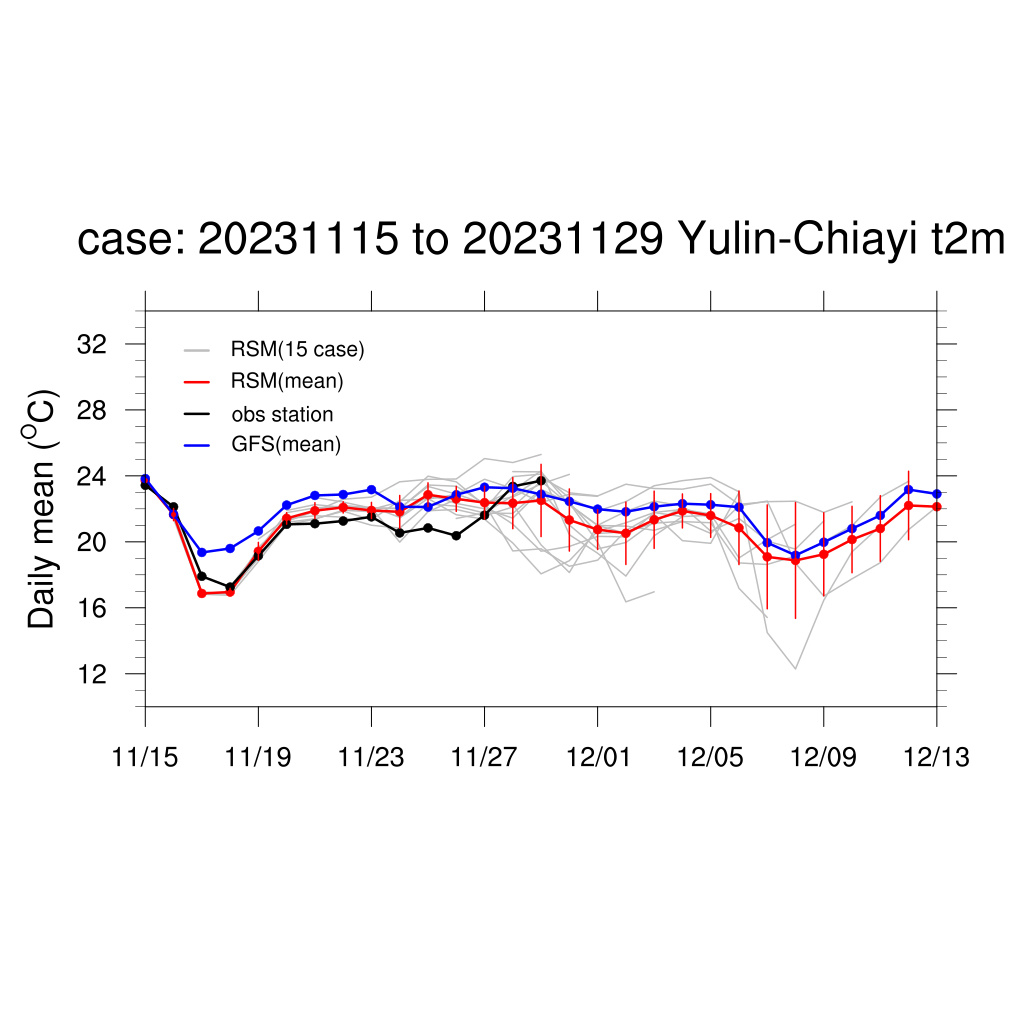 case: 20231115 to 20231129 Yulin-Chiayi t2m
RSM(15 case)
RSM(mean)
obs station
GFS(mean)
Daily mean (°C)
32
28
24
20
16
12
11/15 11/19 11/23 11/27 12/01 12/05 12/09 12/13